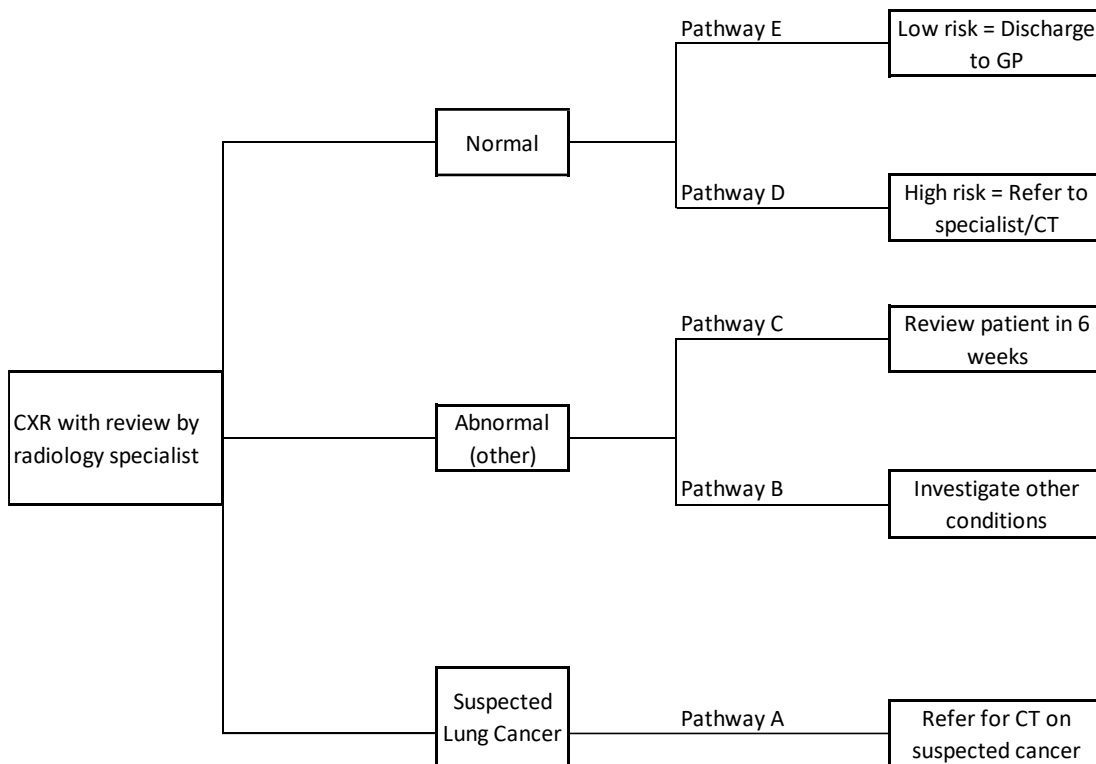 Pathway E
Low risk = Discharge
to GP
Normal
Pathway D
High risk = Refer to
specialist/CT
Pathway C
Review patient in 6
weeks
CXR with review by
radiology specialist
Abnormal
(other)
Pathway B
Investigate other
conditions
Suspected
Lung Cancer
Pathway A
Refer for CT on
suspected cancer